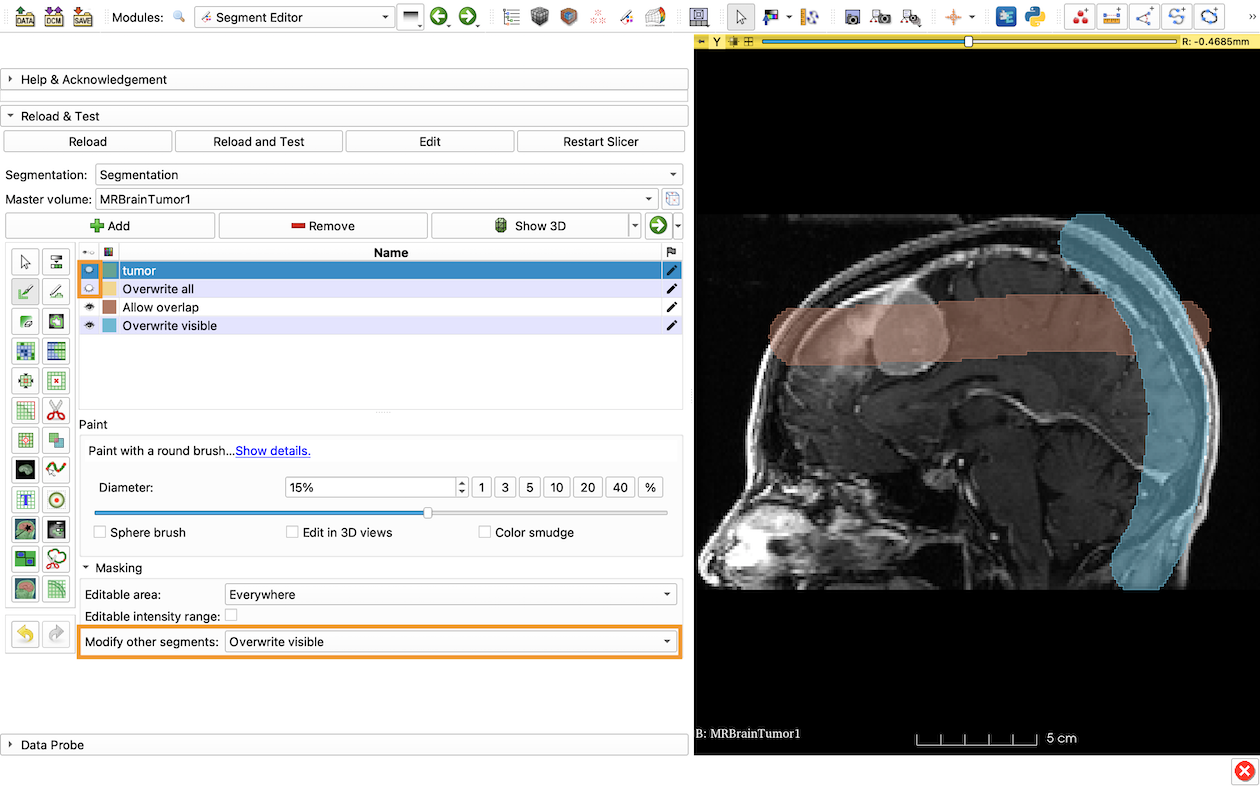 DATA DCM SAVE Modules: Segment Editor »
Y R: -0.4685mm
Help & Acknowledgement
Reload & Test
Reload Reload and Test Edit Restart Slicer
Segmentation: Segmentation
Master volume: MRBrainTumor1
Add Remove Show 3D
Name
tumor
Overwrite all
Allow overlap
Overwrite visible
Paint
Paint with a round brush...Show details.
Diameter: 15% 1 3 5 10 20 40 %
Sphere brush Edit in 3D views Color smudge
Masking
Editable area: Everywhere
Editable intensity range:
Modify other segments: Overwrite visible
B: MRBrainTumor1 5 cm
Data Probe